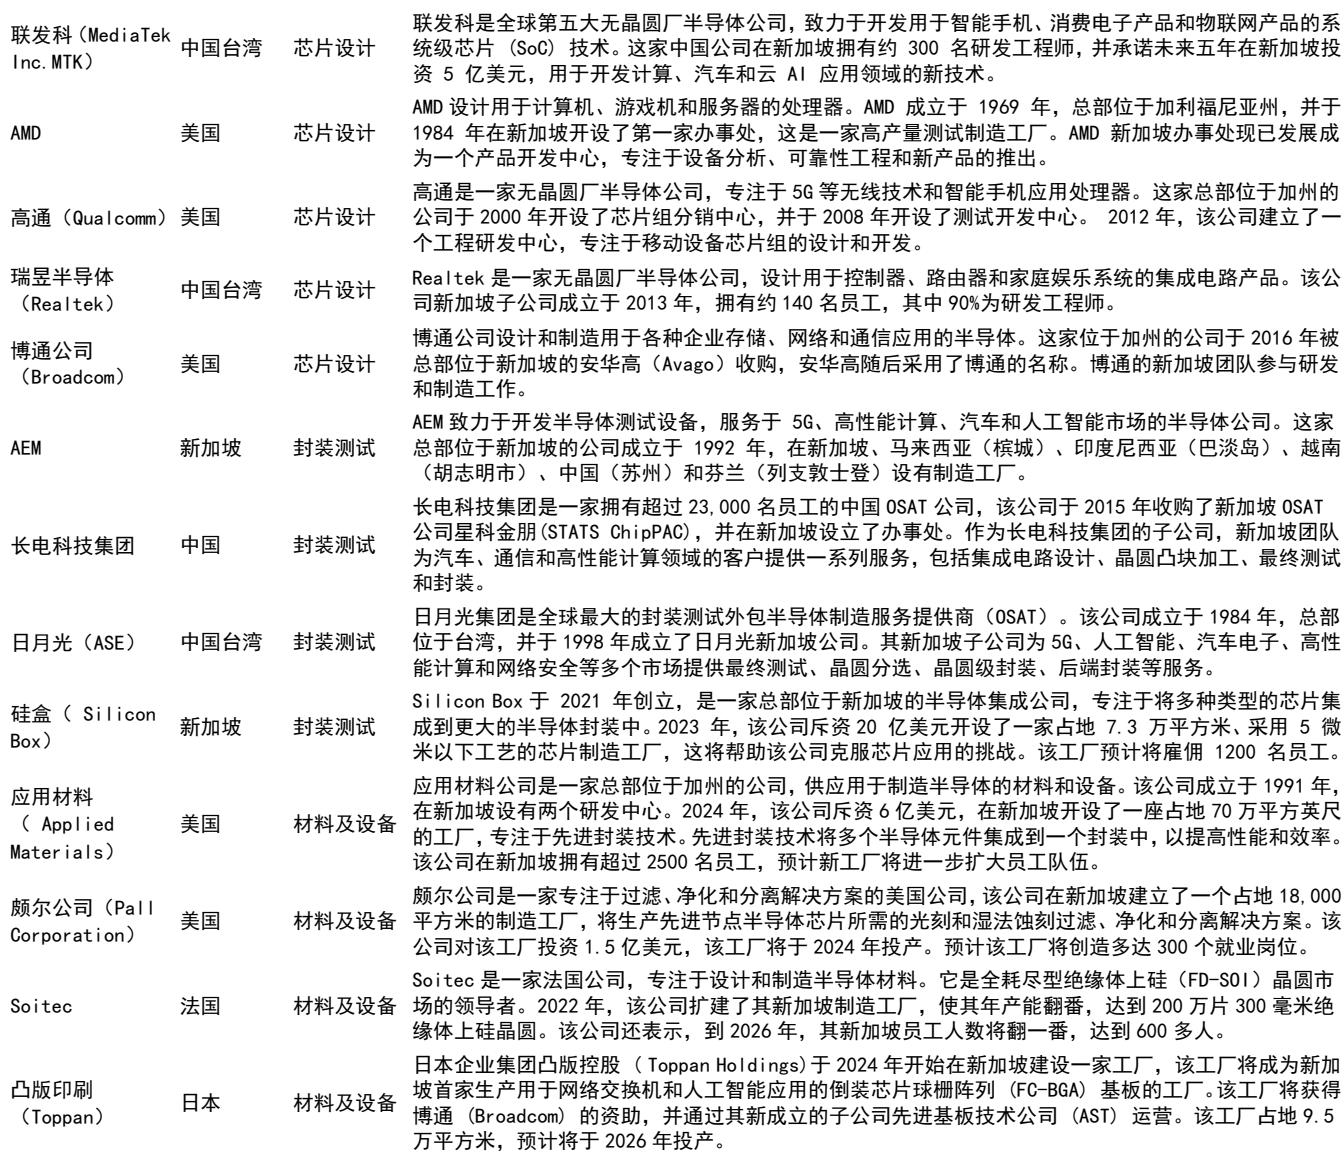 联发科（MediaTek Inc.MTK）
中国台湾
芯片设计
联发科是全球第五大无晶圆厂半导体公司，致力于开发用于智能手机、消费电子产品和物联网产品的系
统级芯片 (SoC) 技术。这家中国公司在新加坡拥有约 300 名研发工程师，并承诺未来五年在新加坡投
资 5 亿美元，用于开发计算、汽车和云 AI 应用领域的新技术。
AMD
美国
芯片设计
AMD 设计用于计算机、游戏机和服务器的处理器。AMD 成立于 1969 年，总部位于加利福尼亚州，并于
1984 年在新加坡开设了第一家办事处，这是一家高产量测试制造工厂。AMD 新加坡办事处现已发展成
为一个产品开发中心，专注于设备分析、可靠性工程和新产品的推出。
高通（Qualcomm）
美国
芯片设计
高通是一家无晶圆厂半导体公司，专注于 5G 等无线技术和智能手机应用处理器。这家总部位于加州的
公司于 2000 年开设了芯片组分销中心，并于 2008 年开设了测试开发中心。 2012 年，该公司建立了一
个工程研发中心，专注于移动设备芯片组的设计和开发。
瑞昱半导体
（Realtek）
中国台湾
芯片设计
Realtek 是一家无晶圆厂半导体公司，设计用于控制器、路由器和家庭娱乐系统的集成电路产品。该公
司新加坡子公司成立于 2013 年，拥有约 140 名员工，其中 90%为研发工程师。
博通公司
（Broadcom）
美国
芯片设计
博通公司设计和制造用于各种企业存储、网络和通信应用的半导体。这家位于加州的公司于 2016 年被
总部位于新加坡的安华高（Avago）收购，安华高随后采用了博通的名称。博通的新加坡团队参与研发
和制造工作。
AEM
新加坡
封装测试
AEM 致力于开发半导体测试设备，服务于 5G、高性能计算、汽车和人工智能市场的半导体公司。这家
总部位于新加坡的公司成立于 1992 年，在新加坡、马来西亚（槟城）、印度尼西亚（巴淡岛）、越南
（胡志明市）、中国（苏州）和芬兰（列支敦士登）设有制造工厂。
长电科技集团
中国
封装测试
长电科技集团是一家拥有超过 23,000 名员工的中国 OSAT 公司，该公司于 2015 年收购了新加坡 OSAT
公司星科金朋(STATS ChipPAC)，并在新加坡设立了办事处。作为长电科技集团的子公司，新加坡团队
为汽车、通信和高性能计算领域的客户提供一系列服务，包括集成电路设计、晶圆凸块加工、最终测试
和封装。
日月光（ASE）
中国台湾
封装测试
日月光集团是全球最大的封装测试外包半导体制造服务提供商（OSAT）。该公司成立于 1984 年，总部
位于台湾，并于 1998 年成立了日月光新加坡公司。其新加坡子公司为 5G、人工智能、汽车电子、高性
能计算和网络安全等多个市场提供最终测试、晶圆分选、晶圆级封装、后端封装等服务。
硅盒（ Silicon
Box）
新加坡
封装测试
Silicon Box 于 2021 年创立，是一家总部位于新加坡的半导体集成公司，专注于将多种类型的芯片集
成到更大的半导体封装中。2023 年，该公司斥资 20 亿美元开设了一家占地 7.3 万平方米、采用 5 微
米以下工艺的芯片制造工厂，这将帮助该公司克服芯片应用的挑战。该工厂预计将雇佣 1200 名员工。
应用材料
（ Applied
Materials）
美国
材料及设备
应用材料公司是一家总部位于加州的公司，供应用于制造半导体的材料和设备。该公司成立于 1991 年，
在新加坡设有两个研发中心。2024 年，该公司斥资 6 亿美元，在新加坡开设了一座占地 70 万平方英尺
的工厂，专注于先进封装技术。先进封装技术将多个半导体元件集成到一个封装中，以提高性能和效率。
该公司在新加坡拥有超过 2500 名员工，预计新工厂将进一步扩大员工队伍。
颇尔公司（Pall
Corporation）
美国
材料及设备
颇尔公司是一家专注于过滤、净化和分离解决方案的美国公司，该公司在新加坡建立了一个占地 18,000
平方米的制造工厂，将生产先进节点半导体芯片所需的光刻和湿法蚀刻过滤、净化和分离解决方案。该
公司对该工厂投资 1.5 亿美元，该工厂将于 2024 年投产。预计该工厂将创造多达 300 个就业岗位。
Soitec
法国
材料及设备
Soitec 是一家法国公司，专注于设计和制造半导体材料。它是全耗尽型绝缘体上硅（FD-SOI）晶圆市
场的领导者。2022 年，该公司扩建了其新加坡制造工厂，使其年产能翻番，达到 200 万片 300 毫米绝
缘体上硅晶圆。该公司还表示，到 2026 年，其新加坡员工人数将翻一番，达到 600 多人。
凸版印刷
（Toppan）
日本
材料及设备
日本企业集团凸版控股 ( Toppan Holdings)于 2024 年开始在新加坡建设一家工厂，该工厂将成为新加
坡首家生产用于网络交换机和人工智能应用的倒装芯片球栅阵列 (FC-BGA) 基板的工厂。该工厂将获得
博通 (Broadcom) 的资助，并通过其新成立的子公司先进基板技术公司 (AST) 运营。该工厂占地 9.5
万平方米，预计将于 2026 年投产。